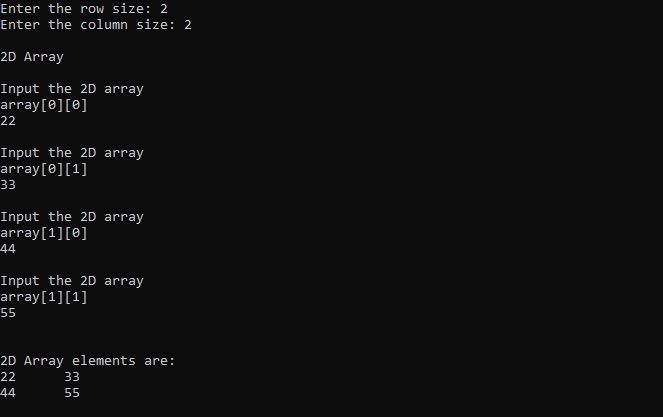 Enter the row size: 2
Enter the column size: 2
2D Array
Input the 2D array
array[0][0]
22
Input the 2D array
array[0][1]
33
Input the 2D array
array[1][0]
44
Input the 2D array
array[1][1]
55
2D Array elements are:
22 33
44 55